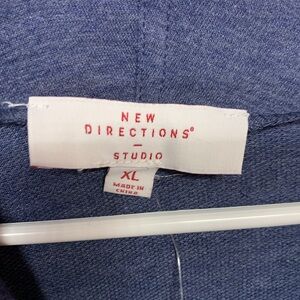 NEW
DIRECTIONS®
—
STUDIO
XL
MADE IN
CHINA